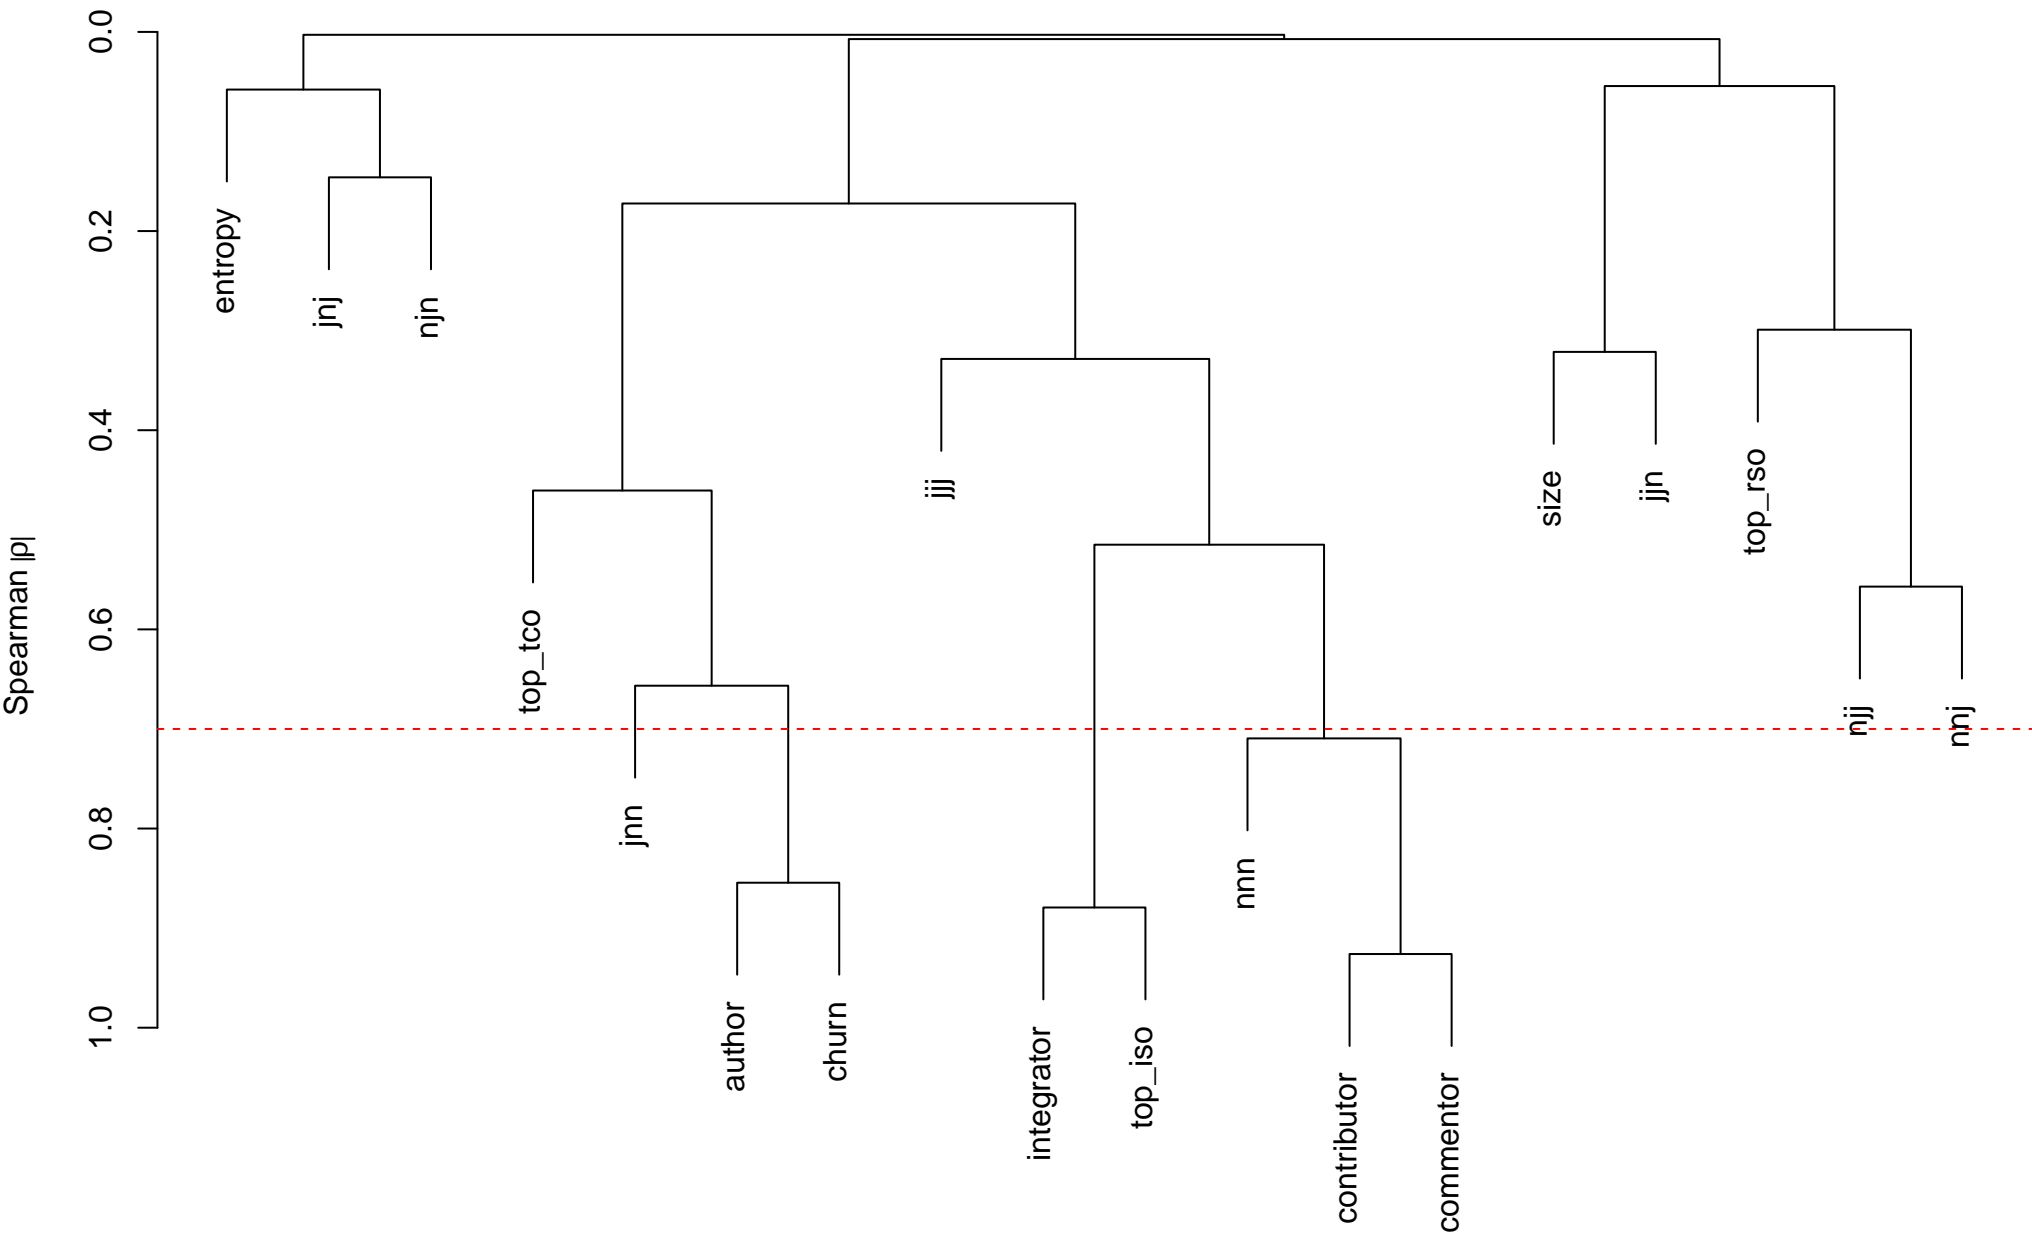 Spearman |ρ|
0.0
0.2
0.4
0.6
0.8
1.0
entropy
jnj
njn
top_tco
jnn
author
churn
jjj
integrator
top_iso
nnn
contributor
commentor
size
jjn
top_rso
njj
nnj